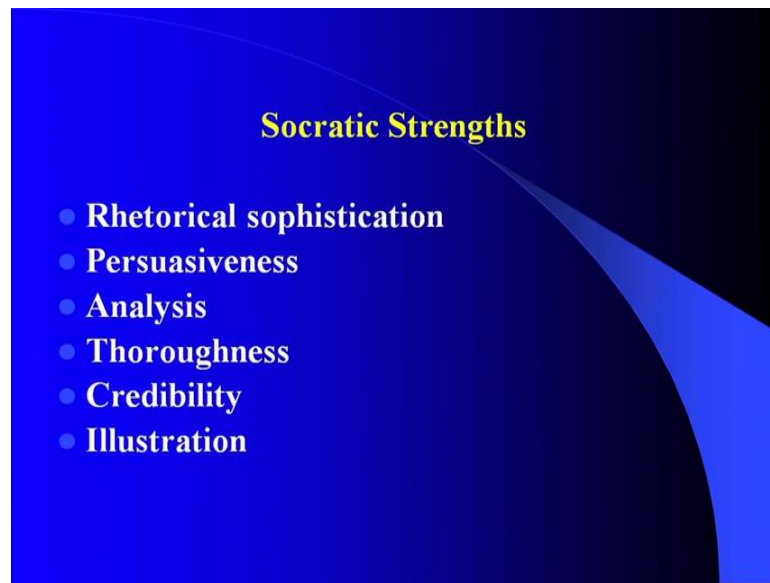 Socratic Strengths
Rhetorical sophistication
Persuasiveness
Analysis
Thoroughness
Credibility
Illustration